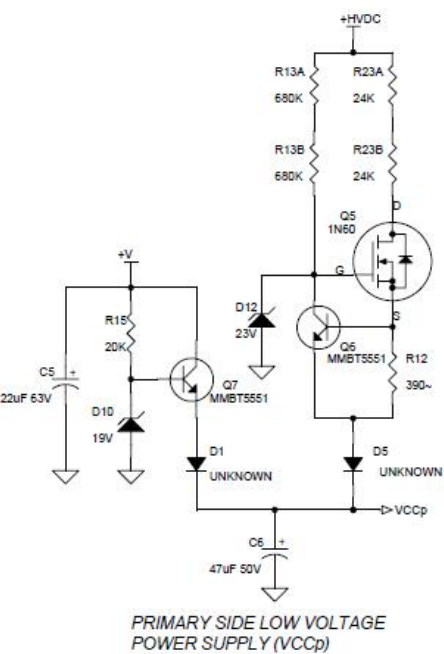 +HVDC
R13A
R23A
680K
24K
R13B
R23B
680K
24K
D
Q5
1N60
G
+V
D12
23V
S
R15
20K
Q6
MMBT5551
R12
390~
C5
+
22uF 63V
Q7
MMBT5551
D10
19V
D1
UNKNOWN
D5
UNKNOWN
VCCp
C6
+
47uF 50V
PRIMARY SIDE LOW VOLTAGE
POWER SUPPLY (VCCp)